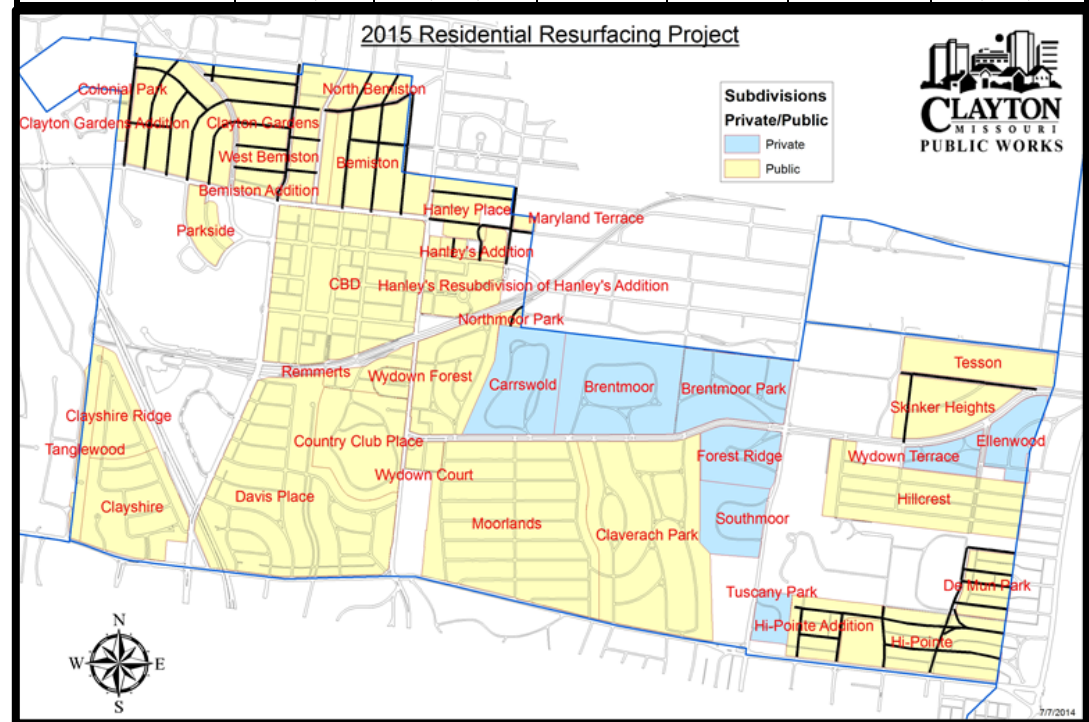 2015 Residential Resurfacing Project
CLAYTON
MISSOURI
PUBLIC WORKS
Subdivisions
Private/Public
Private
Public
Colonial Park
North Bemiston
Clayton Gardens Addition
Clayton Gardens
West Bemiston
Bemiston
Bemiston Addition
Hanley Place
Maryland Terrace
Parkside
Hanley's Addition
CBD
Hanley's Resubdivision of Hanley's Addition
Northmoor Park
Tesson
Remmerts
Wydown Forest
Carrswold
Brentmoor
Brentmoor Park
Skinker Heights
Clayshire Ridge
Country Club Place
Ellenwood
Tanglewood
Forest Ridge
Wydown Terrace
Wydown Court
Davis Place
Hillcrest
Clayshire
Moorlands
Southmoor
Claverach Park
Tuscany Park
De Mun Park
Hi-Pointe Addition
Hi-Pointe
N
W
E
S
7/7/2014